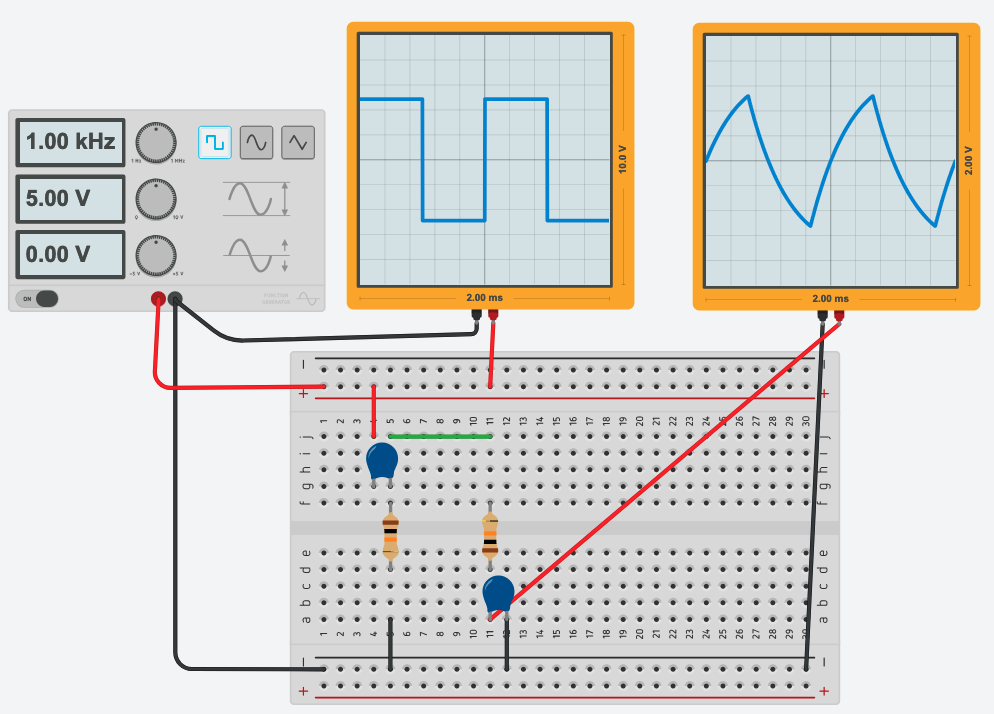 1.00 kHz
1 Hz
1 MHz
5.00 V
0
10 V
0.00 V
-5 V
+5 V
ON
FUNCTION
GENERATOR
10.0 V
2.00 ms
2.00 V
2.00 ms
− −
+ +
1 2 3 4 5 6 7 8 9 10 11 12 13 14 15 16 17 18 19 20 21 22 23 24 25 26 27 28 29 30
j j
i i
h h
g g
f f
e e
d d
c c
b b
a a
1 2 3 4 5 6 7 8 9 10 11 12 13 14 15 16 17 18 19 20 21 22 23 24 25 26 27 28 29 30
− −
+ +